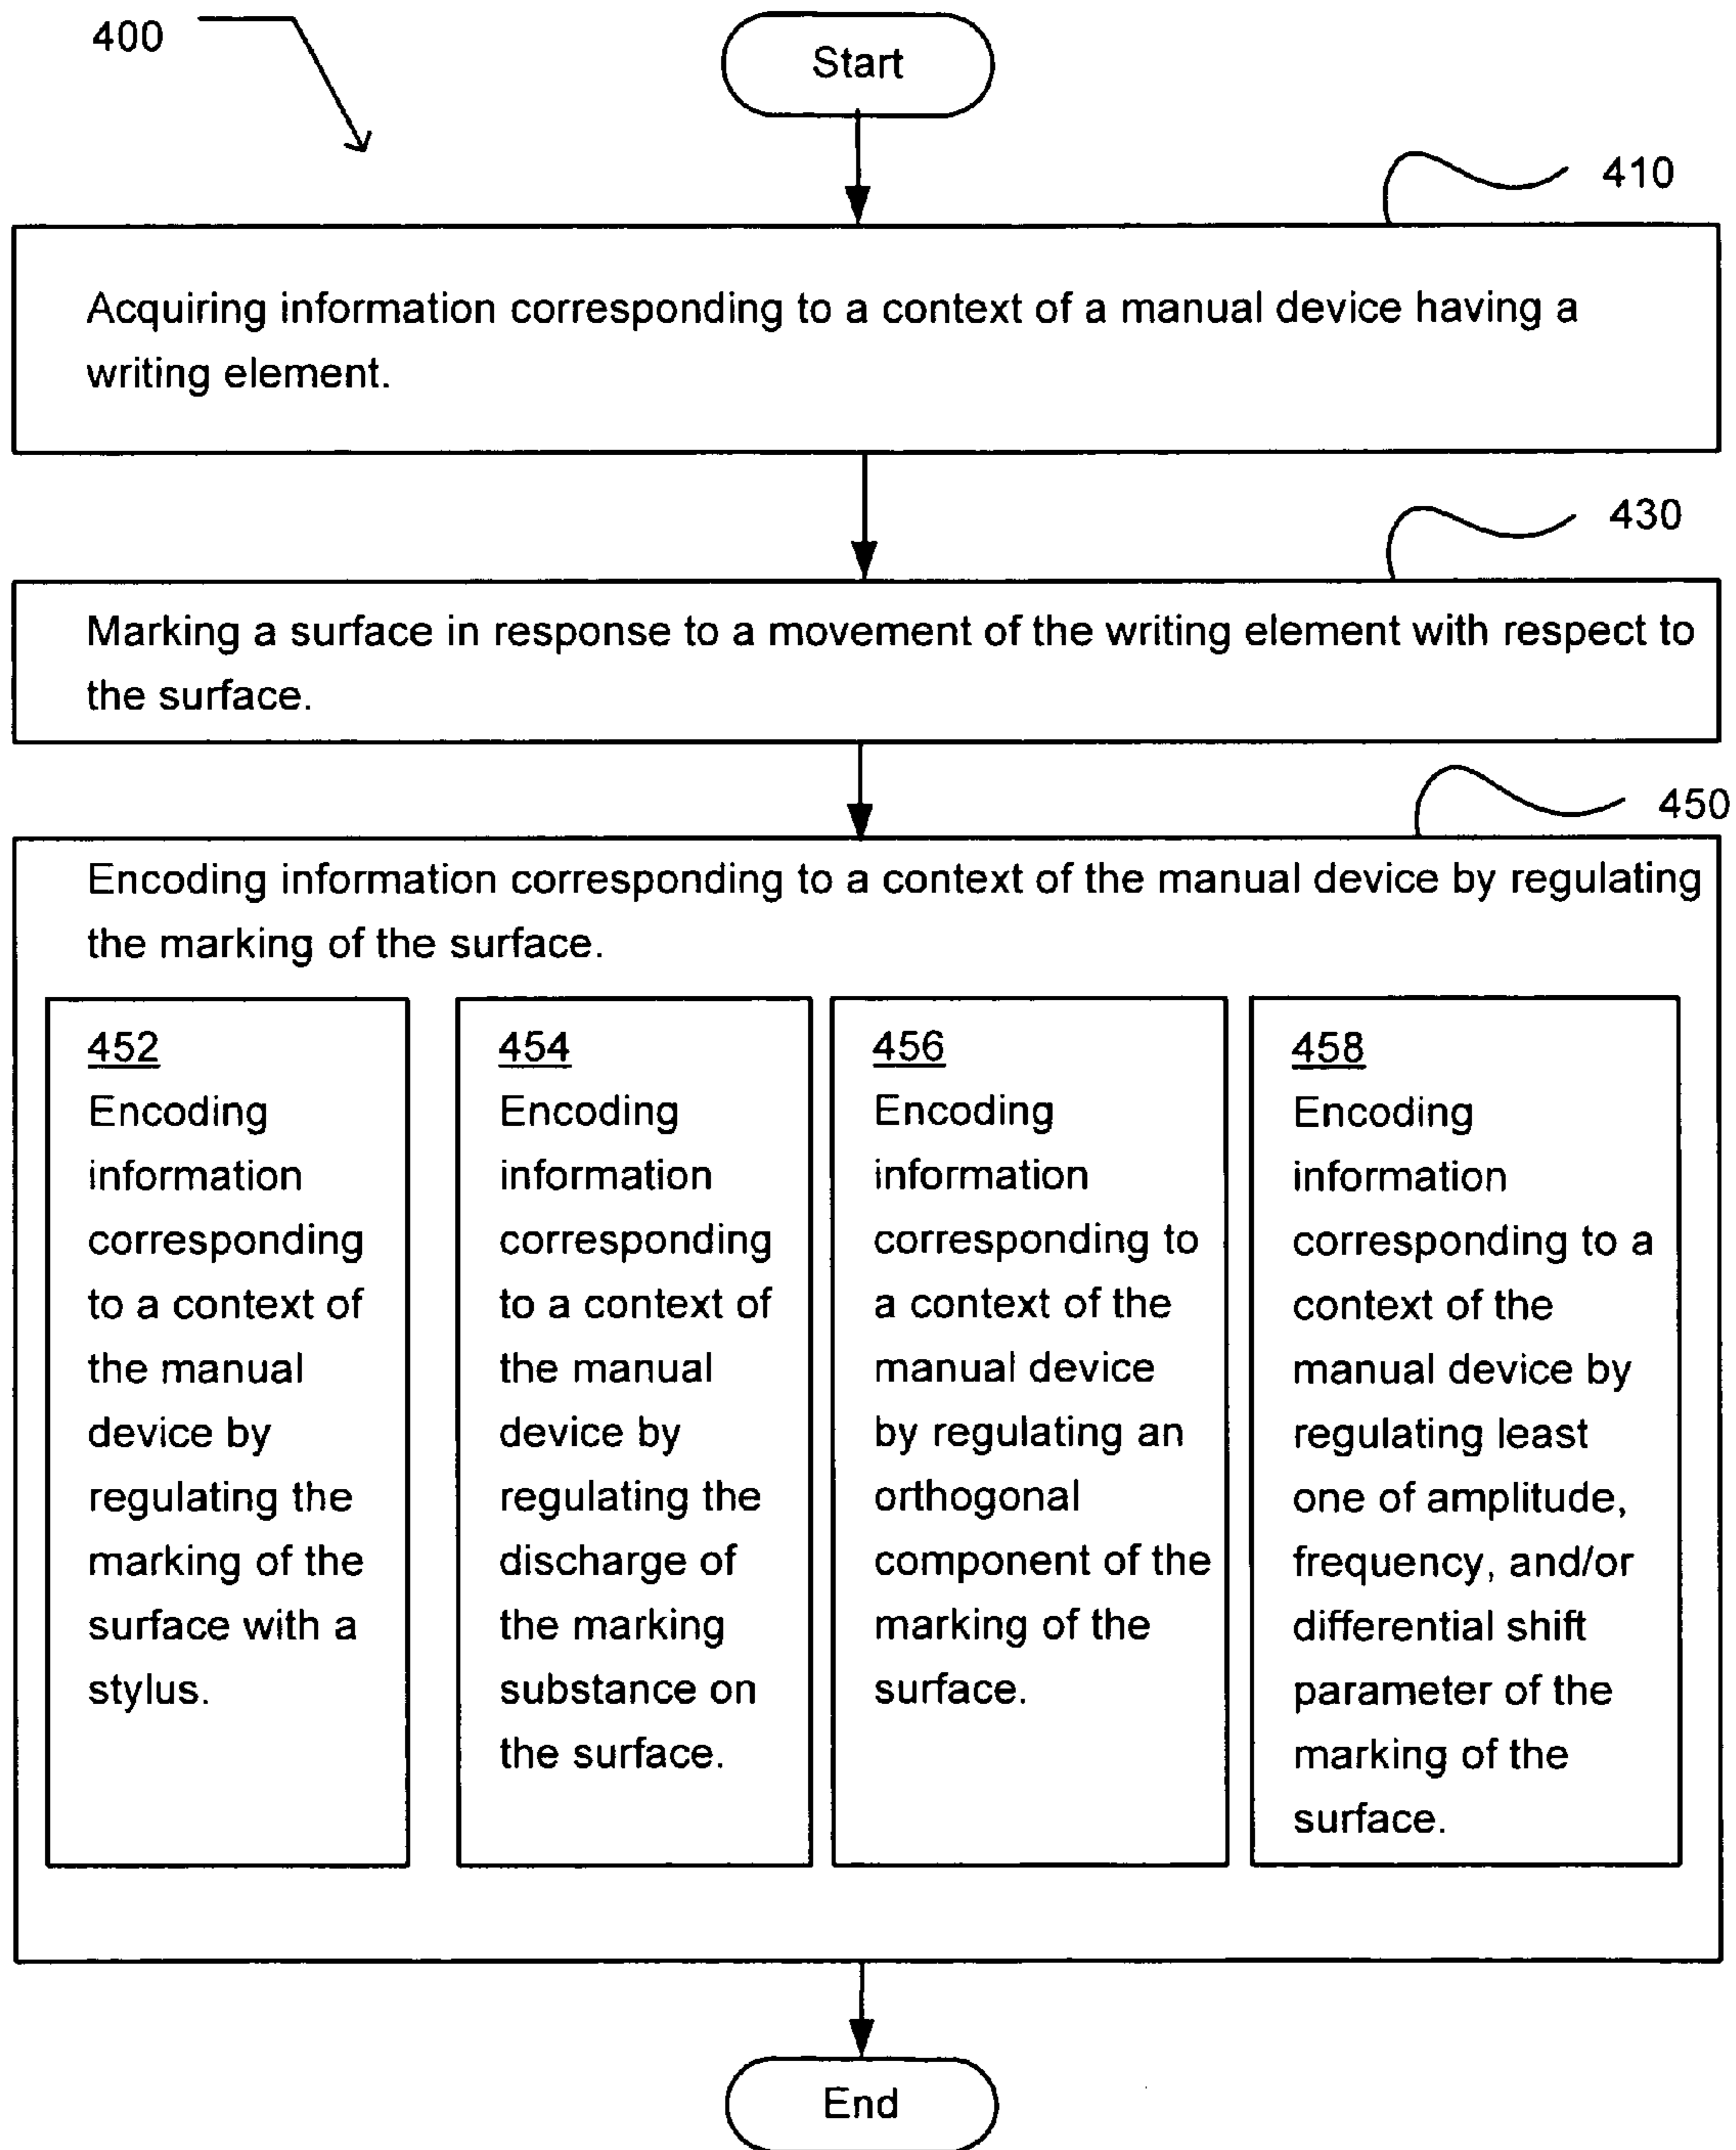 400
Start
410
Acquiring information corresponding to a context of a manual device having a
writing element.
430
Marking a surface in response to a movement of the writing element with respect to
the surface.
450
Encoding information corresponding to a context of the manual device by regulating
the marking of the surface.
452
Encoding
information
corresponding
to a context of
the manual
device by
regulating the
marking of the
surface with a
stylus.
454
Encoding
information
corresponding
to a context of
the manual
device by
regulating the
discharge of
the marking
substance on
the surface.
456
Encoding
information
corresponding to
a context of the
manual device
by regulating an
orthogonal
component of the
marking of the
surface.
458
Encoding
information
corresponding to a
context of the
manual device by
regulating least
one of amplitude,
frequency, and/or
differential shift
parameter of the
marking of the
surface.
End